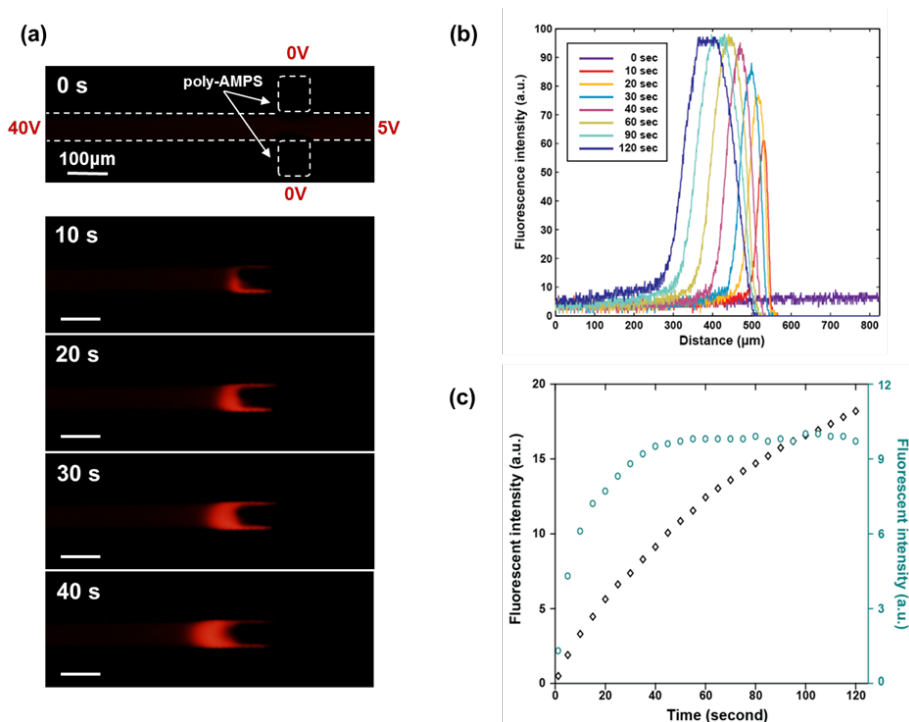 (a)
0V
0 s
poly-AMPS
40V
5V
100μm
0V
10 s
20 s
30 s
40 s
(b)
100
90
80
70
60
50
40
30
20
10
0
Fluorescence intensity (a.u.)
0 sec
10 sec
20 sec
30 sec
40 sec
60 sec
90 sec
120 sec
0 100 200 300 400 500 600 700 800
Distance (μm)
(c)
20
15
10
5
0
Fluorescent intensity (a.u.)
12
9
6
3
0
Fluorescent intensity (a.u.)
0 20 40 60 80 100 120
Time (second)